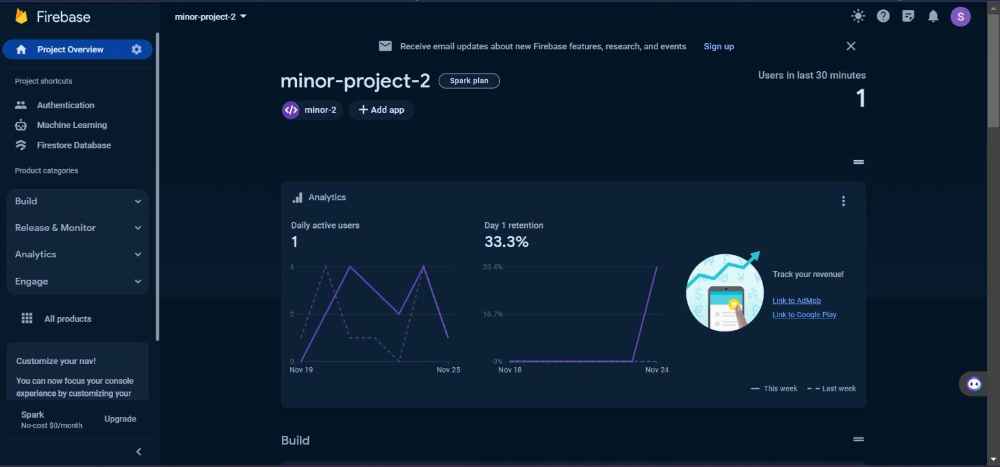 Firebase
minor-project-2
S
Project Overview
Receive email updates about new Firebase features, research, and events Sign up
Project shortcuts
Authentication
Machine Learning
Firestore Database
Product categories
Build
Release & Monitor
Analytics
Engage
All products
Customize your nav!
You can now focus your console
experience by customizing your
Spark
No-cost $0/month
Upgrade
minor-project-2
Spark plan
</> minor-2
+ Add app
Users in last 30 minutes
1
Analytics
Daily active users
1
4
2
0
Nov 19
Nov 25
Day 1 retention
33.3%
33.4%
16.7%
0%
Nov 18
Nov 24
Track your revenue!
Link to AdMob
Link to Google Play
This week
Last week
Build